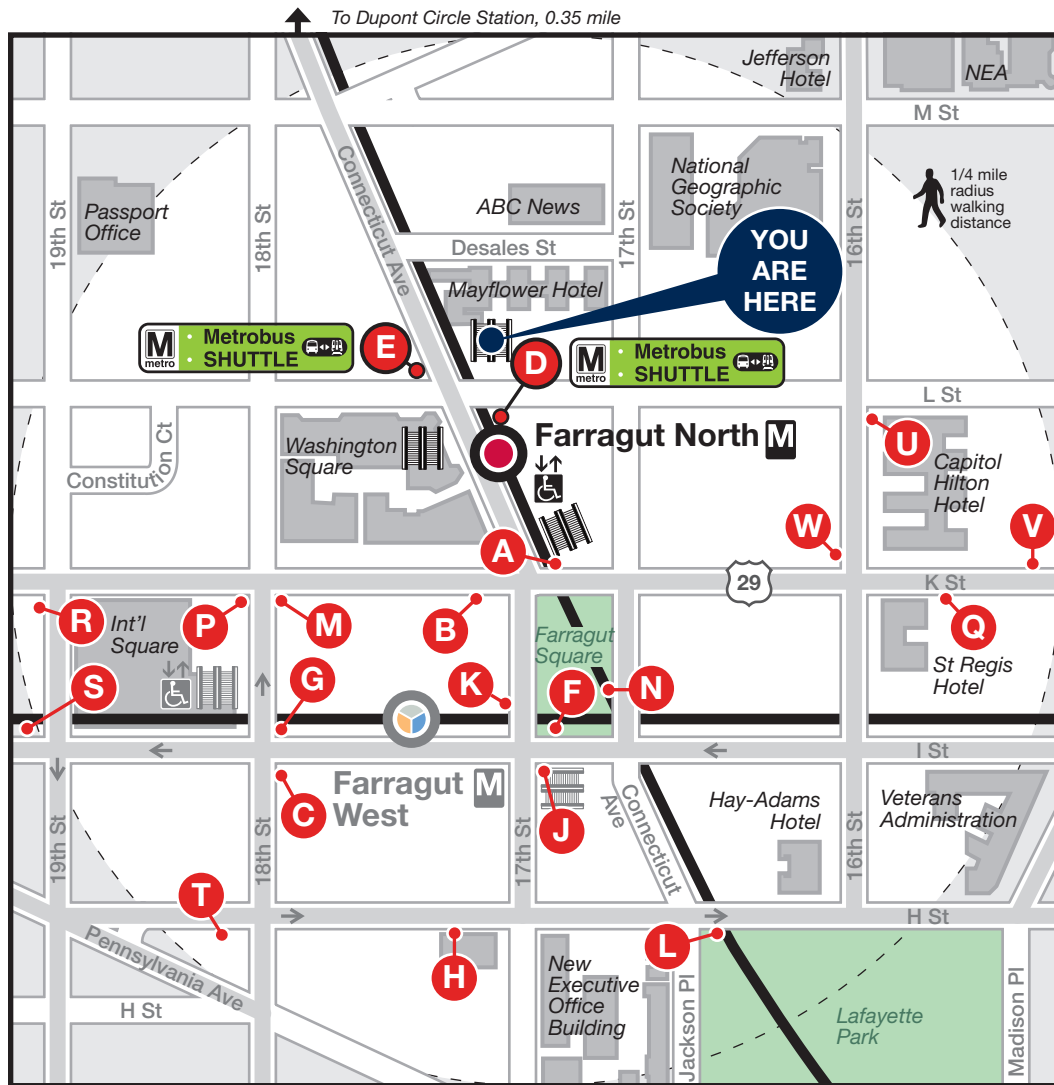 To Dupont Circle Station, 0.35 mile
Jefferson
Hotel
NEA
M St
19th St
18th St
Connecticut Ave
17th St
16th St
Passport
Office
ABC News
National
Geographic
Society
1/4 mile
radius
walking
distance
Desales St
YOU
ARE
HERE
Mayflower Hotel
M
metro
· Metrobus
· SHUTTLE
E
D
M
metro
· Metrobus
· SHUTTLE
L St
Constitution Ct
Washington
Square
Farragut North M
U
Capitol
Hilton
Hotel
A
W
V
29
K St
R
Int'l
Square
P
M
B
Farragut
Square
Q
St Regis
Hotel
S
G
K
F
N
I St
Farragut
West
M
C
J
Connecticut
Ave
Hay-Adams
Hotel
Veterans
Administration
19th St
18th St
17th St
16th St
T
H St
Pennsylvania Ave
H
L
H St
New
Executive
Office
Building
Jackson Pl
Lafayette
Park
Madison Pl